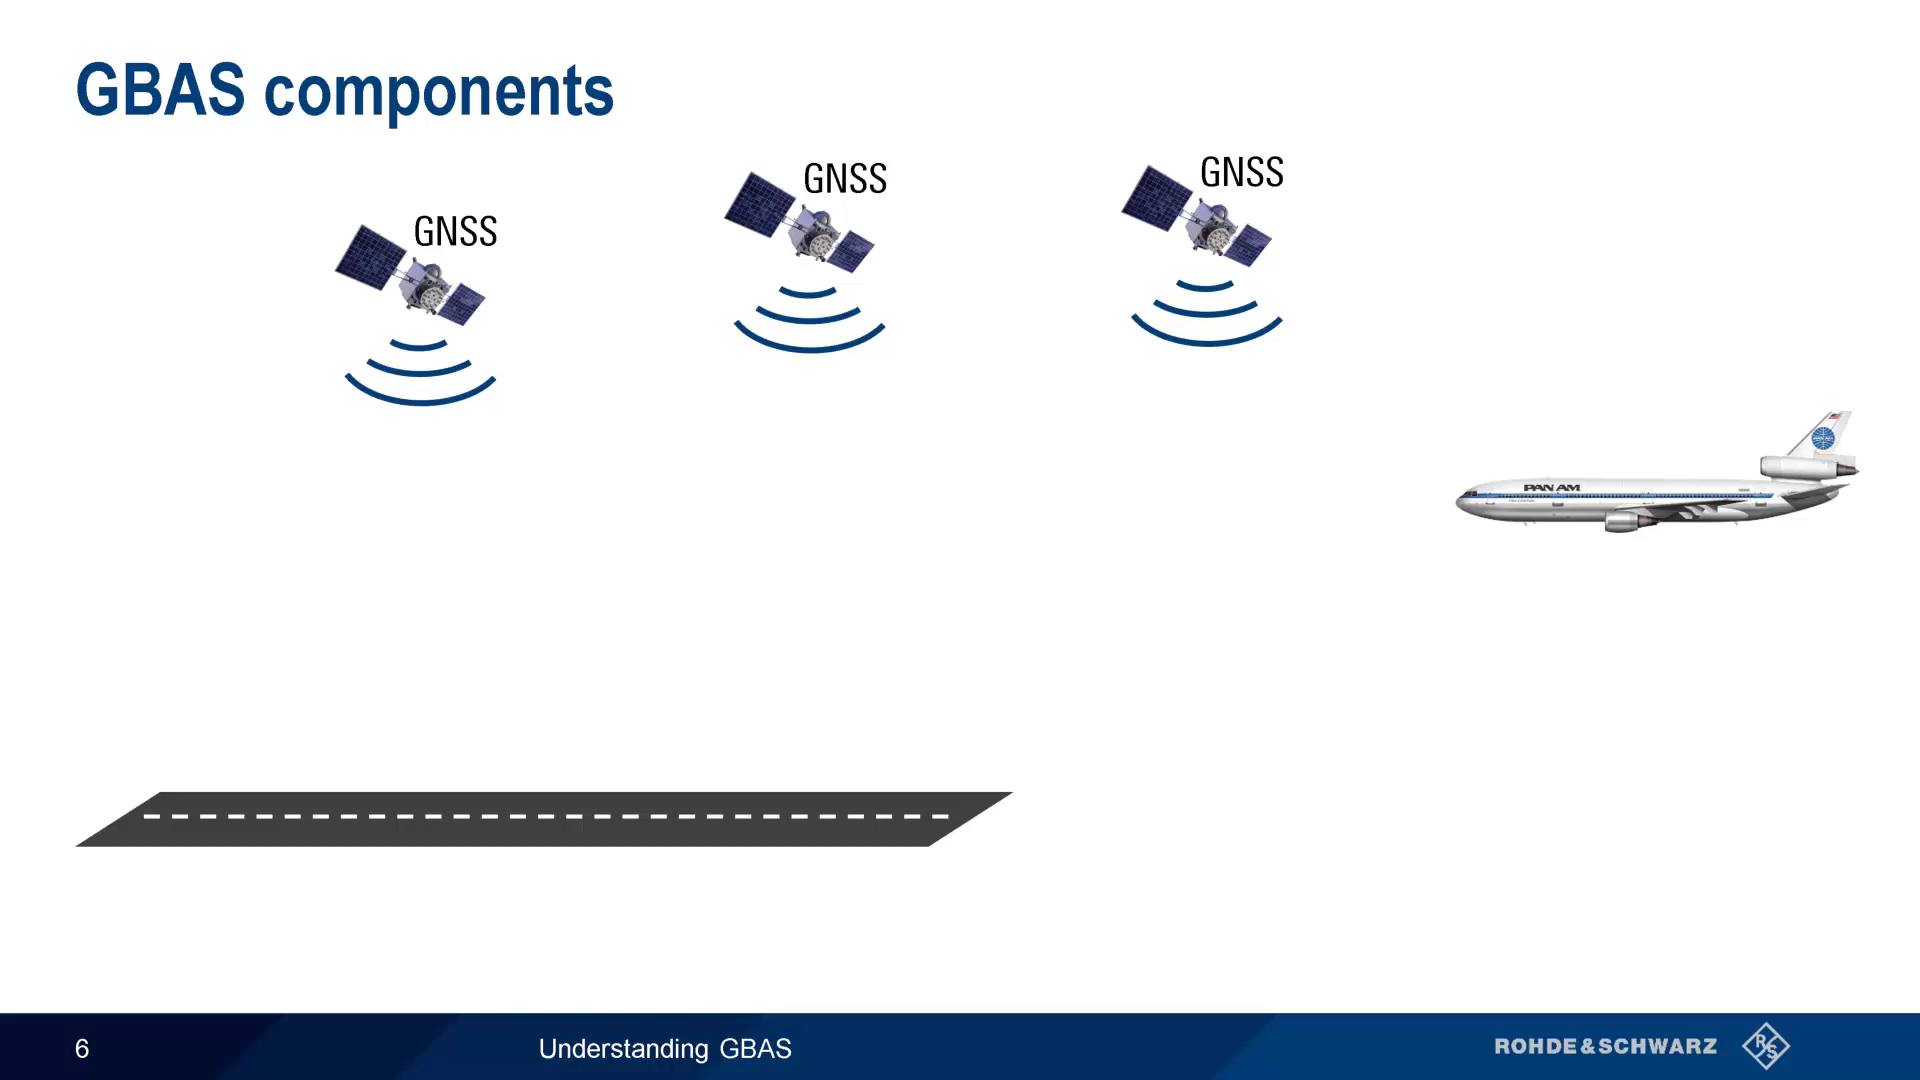 GBAS components
GNSS
GNSS
GNSS
PAN AM
6
Understanding GBAS
ROHDE & SCHWARZ
R S